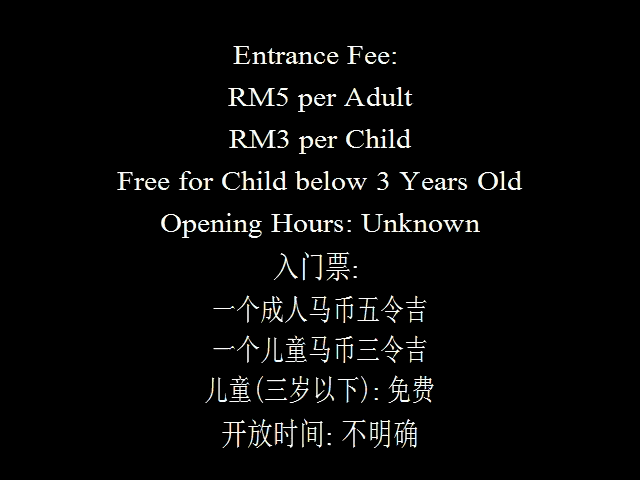 Entrance Fee:
RM5 per Adult
RM3 per Child
Free for Child below 3 Years Old
Opening Hours: Unknown
入门票:
一个成人马币五令吉
一个儿童马币三令吉
儿童(三岁以下): 免费
开放时间: 不明确